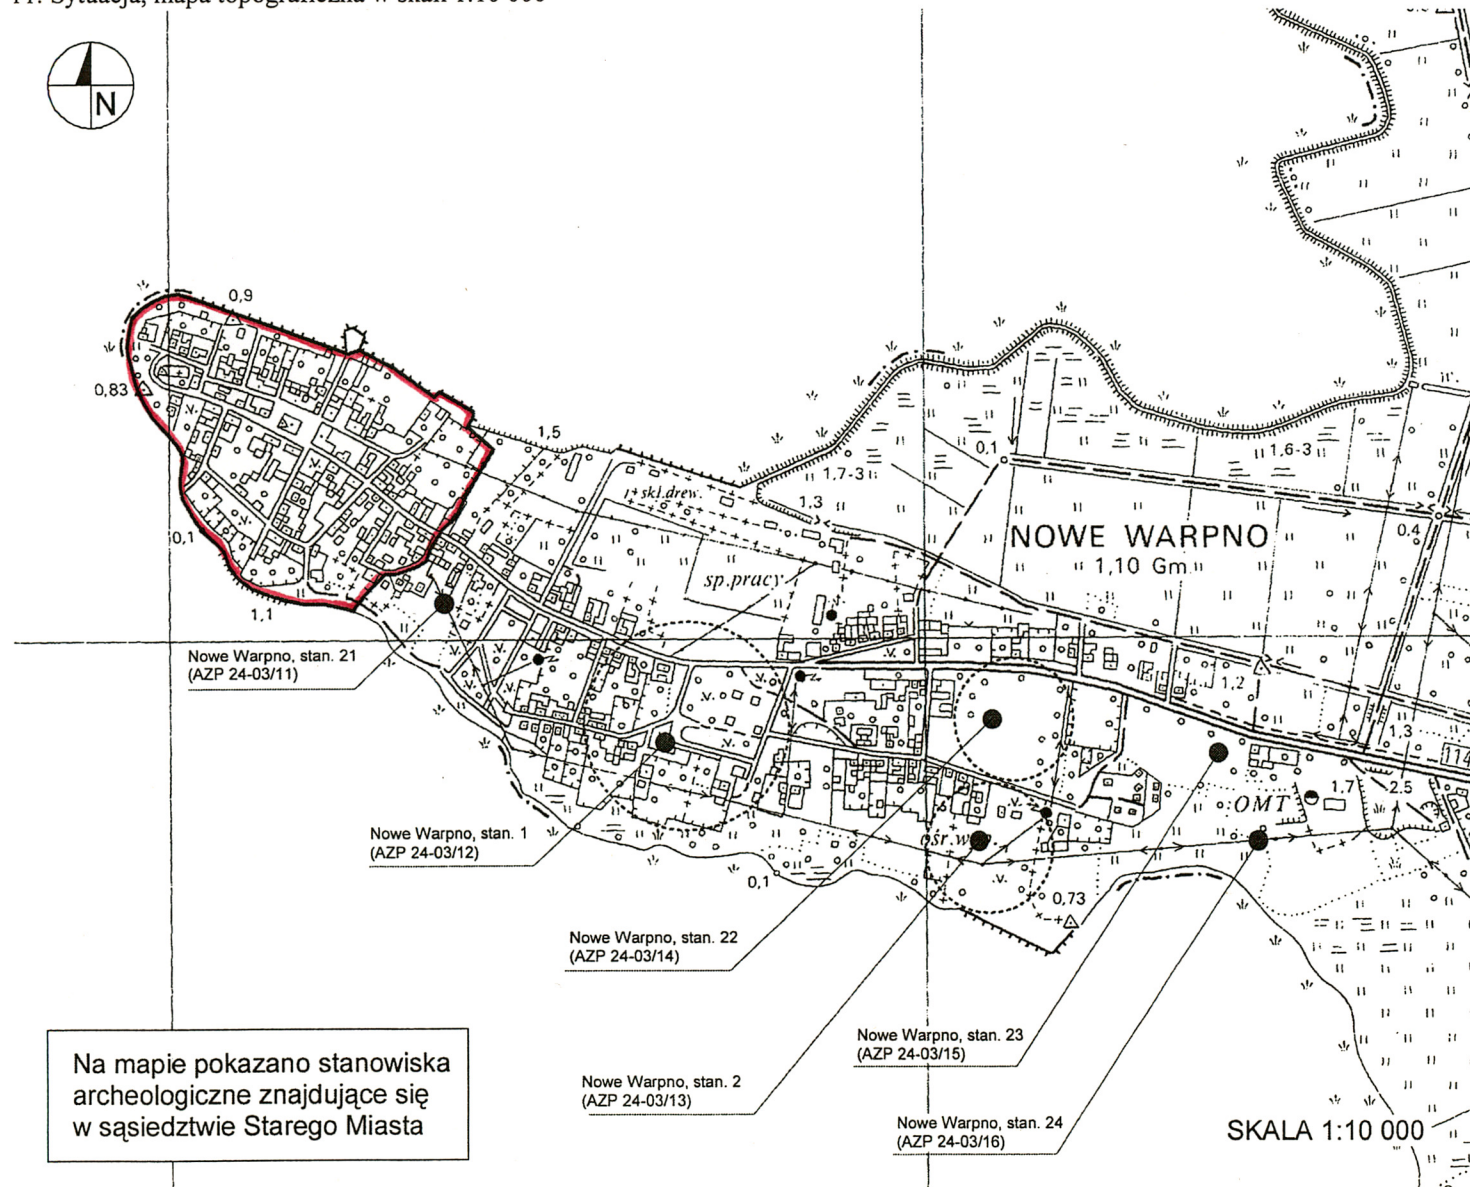 N
0,9
0,83
1,5
0,1
1,1
skł.drew.
sp.pracy
1.7-3
1.3
0,1
1.6-3
NOWE WARPNO
1,10 Gm
0.4
1,2
1,3
1,7
2.5
OMT
0,1
0,73
Nowe Warpno, stan. 21
(AZP 24-03/11)
Nowe Warpno, stan. 1
(AZP 24-03/12)
Nowe Warpno, stan. 22
(AZP 24-03/14)
Nowe Warpno, stan. 23
(AZP 24-03/15)
Nowe Warpno, stan. 2
(AZP 24-03/13)
Nowe Warpno, stan. 24
(AZP 24-03/16)
Na mapie pokazano stanowiska
archeologiczne znajdujące się
w sąsiedztwie Starego Miasta
SKALA 1:10 000